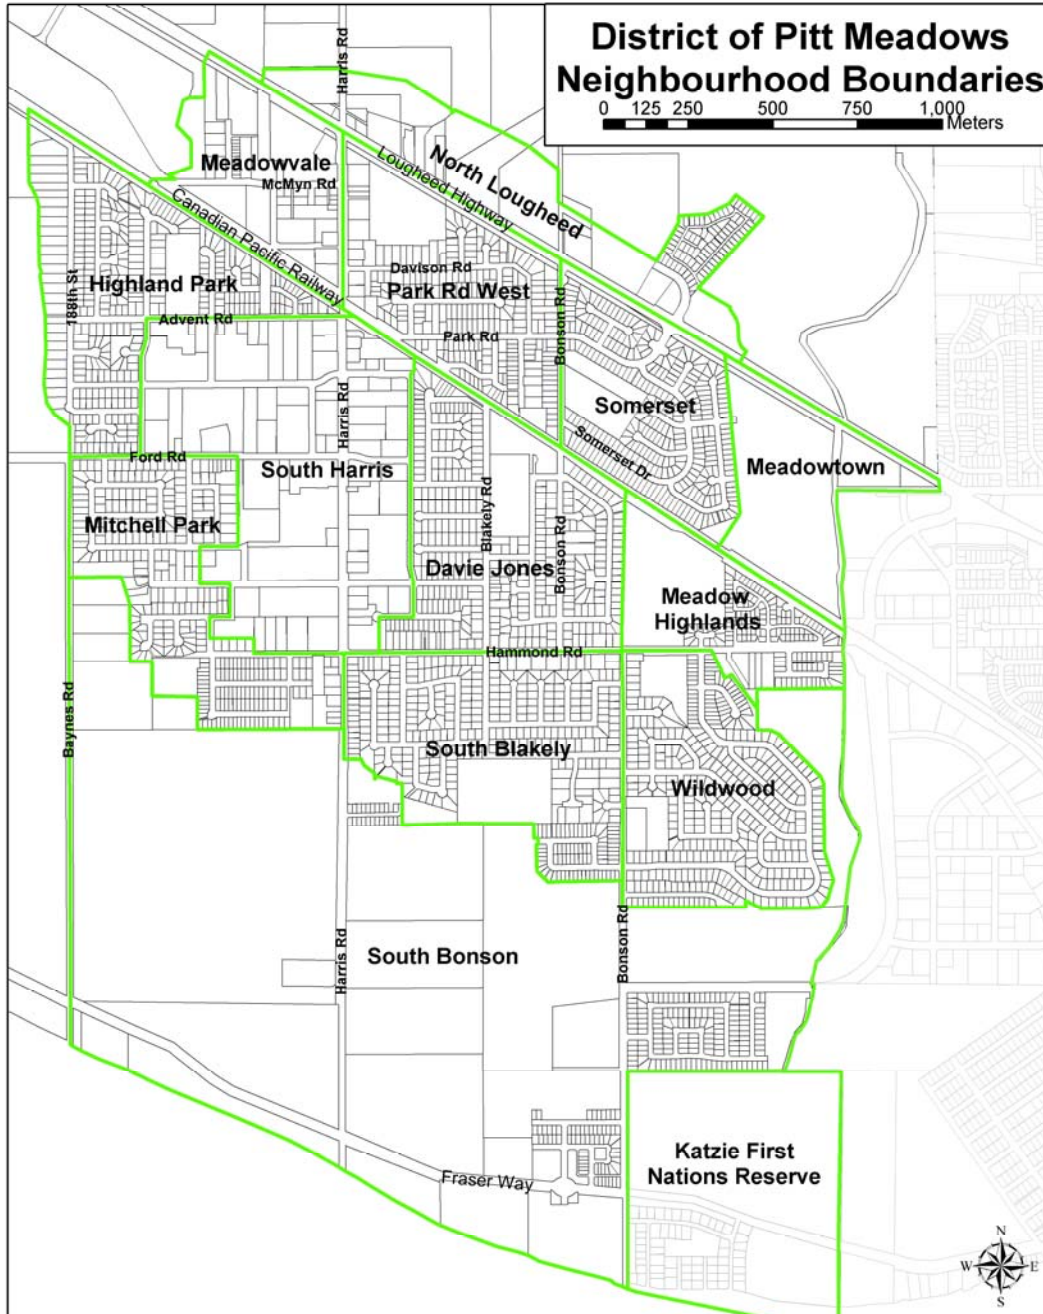 District of Pitt Meadows
Neighbourhood Boundaries
0 125 250 500 750 1,000
Meters
Harris Rd
North Lougheed
Lougheed Highway
Meadowvale
McMyn Rd
Canadian Pacific Railway
188th St
Highland Park
Advent Rd
Davison Rd
Park Rd West
Park Rd
Bonson Rd
Somerset
Somerset Dr
Meadowtown
Harris Rd
Ford Rd
South Harris
Mitchell Park
Blakely Rd
Bonson Rd
Davie Jones
Meadow
Highlands
Hammond Rd
Baynes Rd
South Blakely
Wildwood
Harris Rd
South Bonson
Bonson Rd
Katzie First
Nations Reserve
Fraser Way
N
W E
S